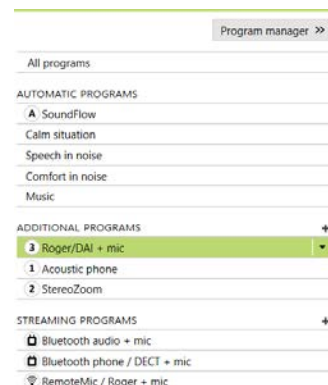 Program manager »
All programs
AUTOMATIC PROGRAMS
A SoundFlow
Calm situation
Speech in noise
Comfort in noise
Music
ADDITIONAL PROGRAMS +
3 Roger/DAI + mic
1 Acoustic phone
2 StereoZoom
STREAMING PROGRAMS +
Bluetooth audio + mic
Bluetooth phone / DECT + mic
RemoteMic / Roger + mic